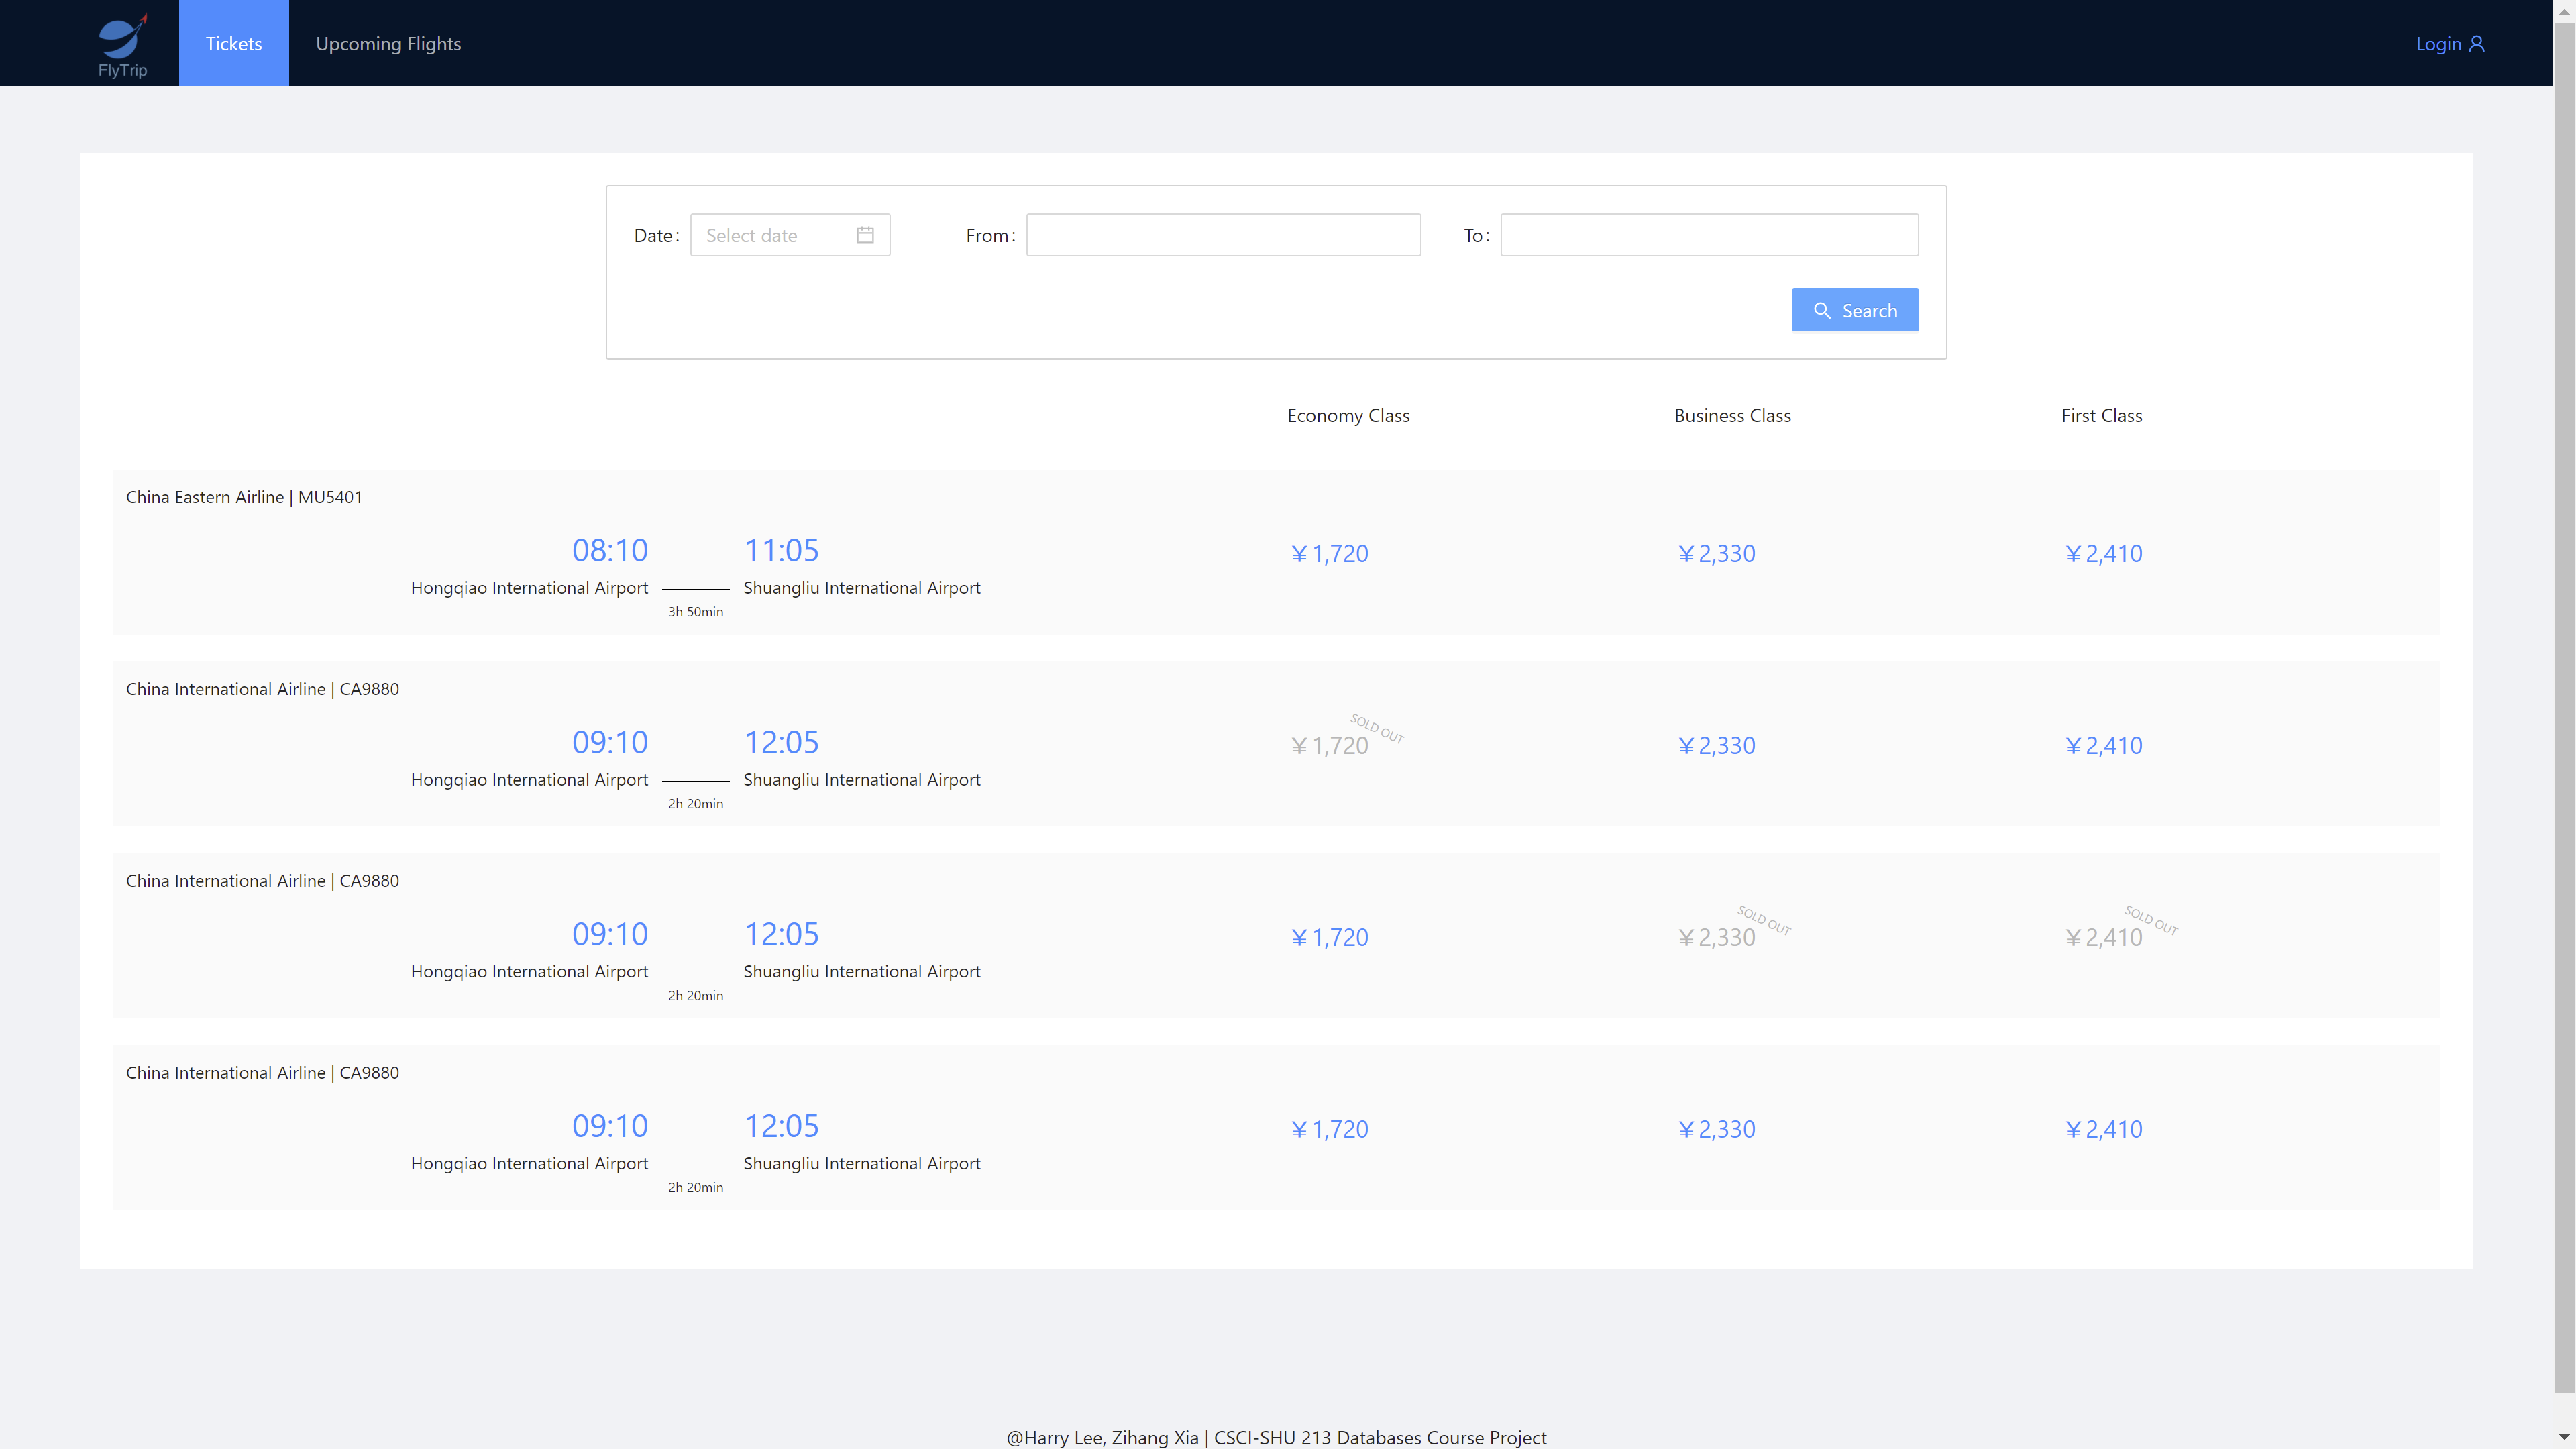 FlyTrip
Tickets
Upcoming Flights
Login
Date:
Select date
From:
To:
Search
Economy Class
Business Class
First Class
China Eastern Airline | MU5401
08:10
11:05
¥ 1,720
¥ 2,330
¥ 2,410
Hongqiao International Airport
Shuangliu International Airport
3h 50min
China International Airline | CA9880
09:10
12:05
SOLD OUT
¥ 1,720
¥ 2,330
¥ 2,410
Hongqiao International Airport
Shuangliu International Airport
2h 20min
China International Airline | CA9880
09:10
12:05
¥ 1,720
SOLD OUT
¥ 2,330
SOLD OUT
¥ 2,410
Hongqiao International Airport
Shuangliu International Airport
2h 20min
China International Airline | CA9880
09:10
12:05
¥ 1,720
¥ 2,330
¥ 2,410
Hongqiao International Airport
Shuangliu International Airport
2h 20min
@Harry Lee, Zihang Xia | CSCI-SHU 213 Databases Course Project